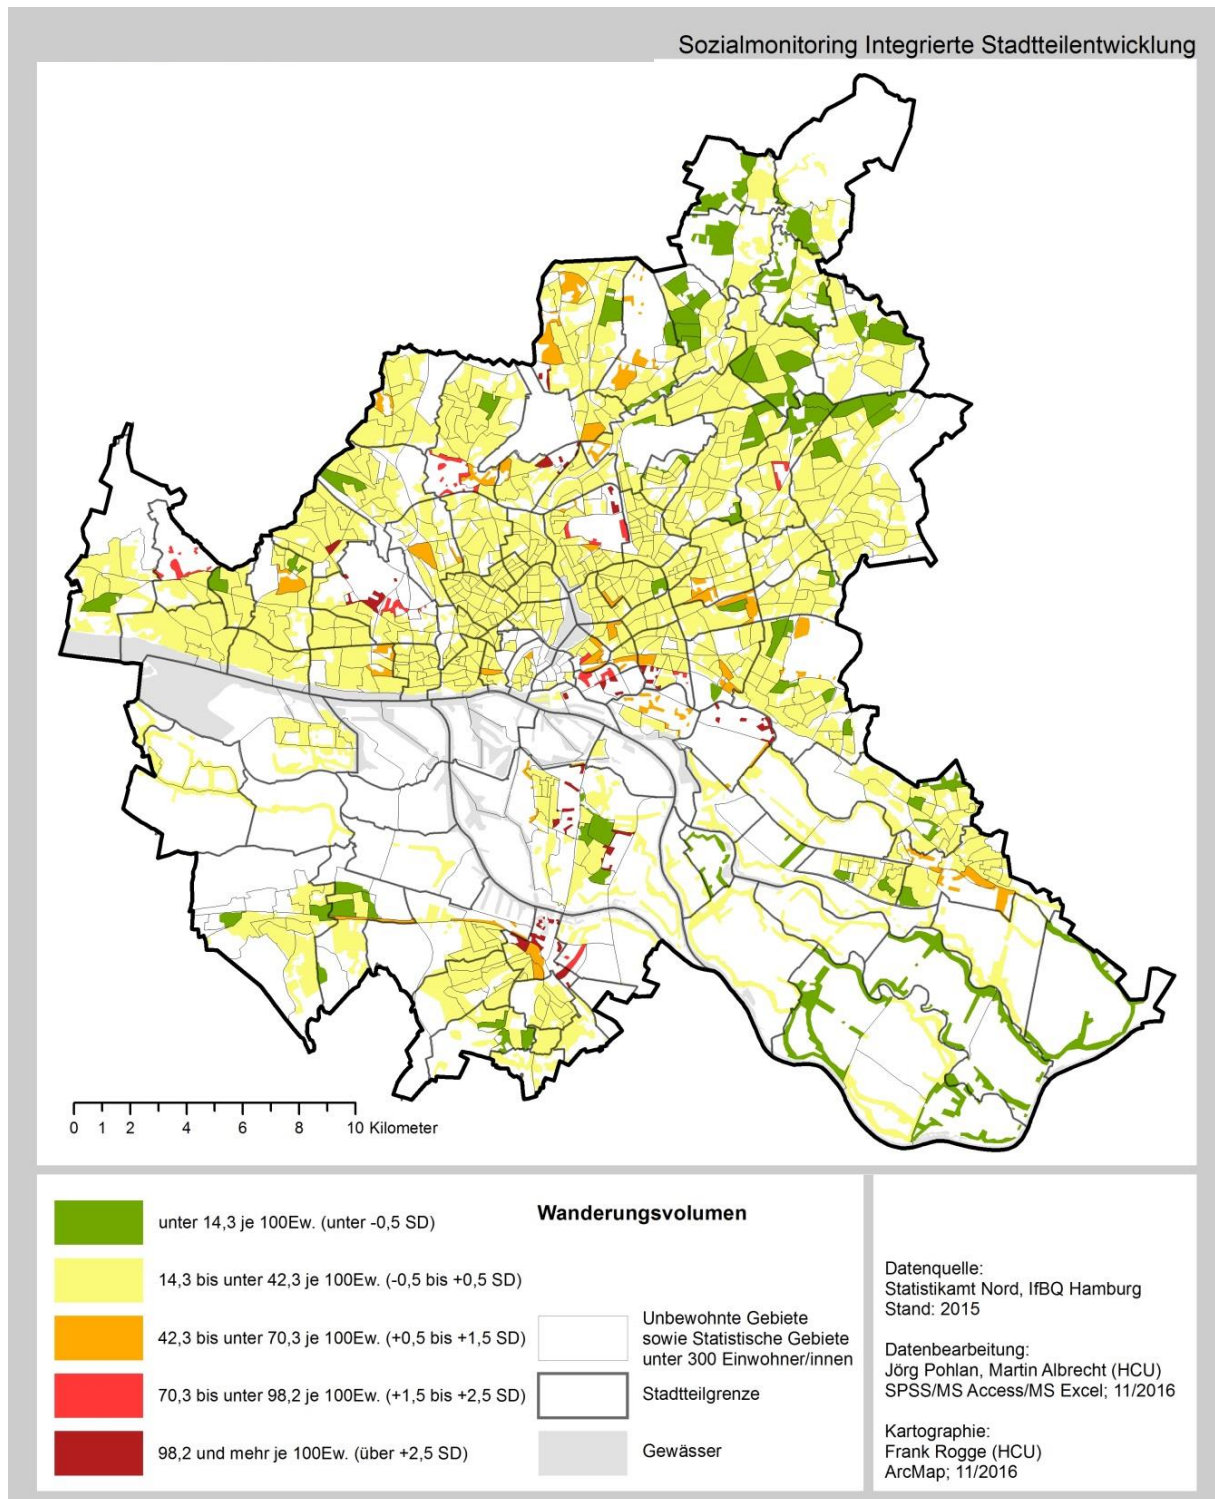 Sozialmonitoring Integrierte Stadtteilentwicklung
0 1 2 4 6 8 10 Kilometer
unter 14,3 je 100Ew. (unter -0,5 SD)
14,3 bis unter 42,3 je 100Ew. (-0,5 bis +0,5 SD)
42,3 bis unter 70,3 je 100Ew. (+0,5 bis +1,5 SD)
70,3 bis unter 98,2 je 100Ew. (+1,5 bis +2,5 SD)
98,2 und mehr je 100Ew. (über +2,5 SD)
Wanderungsvolumen
Unbewohnte Gebiete
sowie Statistische Gebiete
unter 300 Einwohner/innen
Stadtteilgrenze
Gewässer
Datenquelle:
Statistikamt Nord, IfBQ Hamburg
Stand: 2015
Datenbearbeitung:
Jörg Pohlan, Martin Albrecht (HCU)
SPSS/MS Access/MS Excel; 11/2016
Kartographie:
Frank Rogge (HCU)
ArcMap; 11/2016